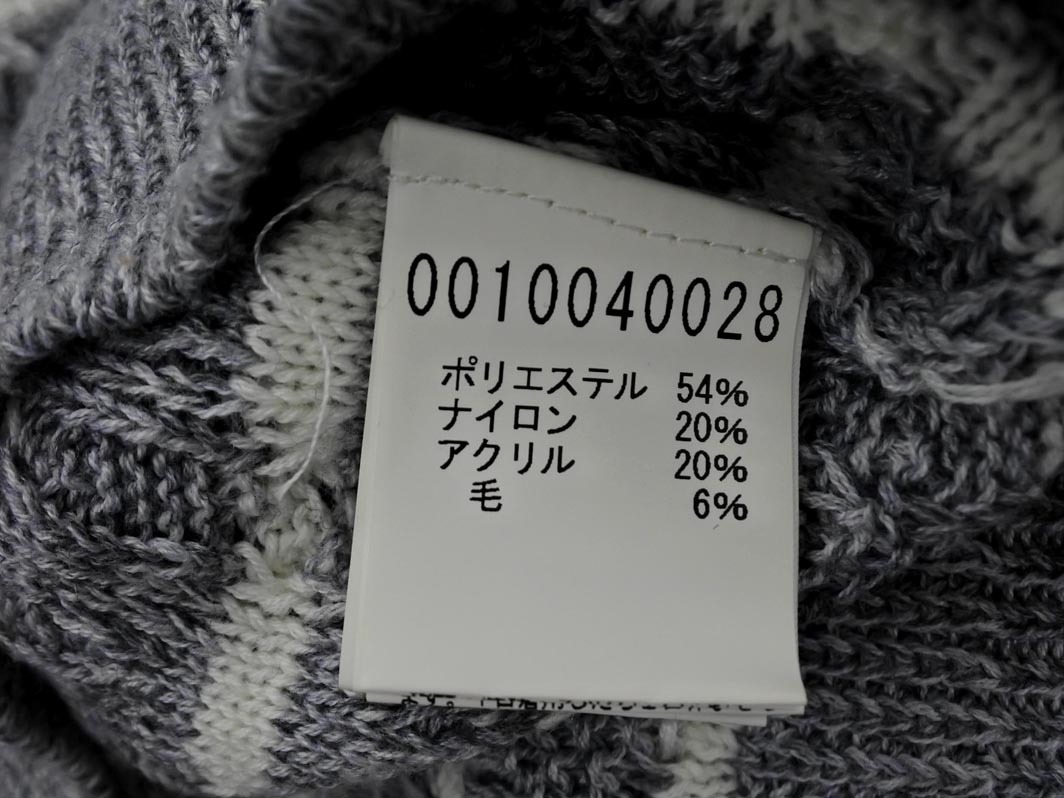 0010040028
ポリエステル 54%
ナイロン 20%
アクリル 20%
毛 6%